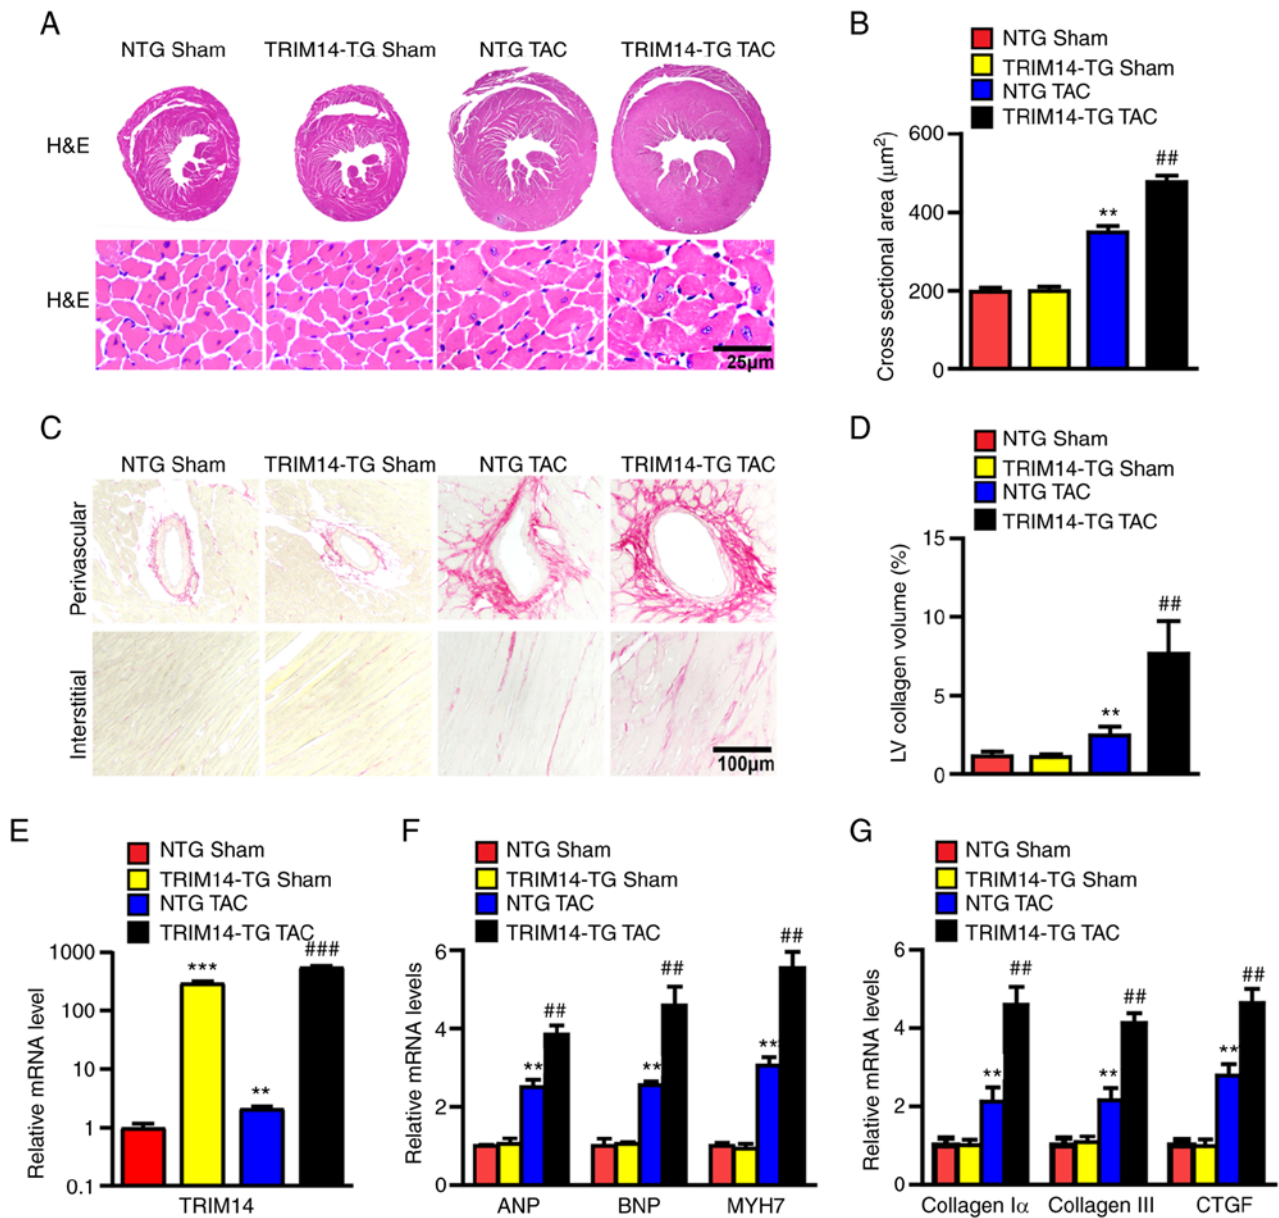 A
NTG Sham TRIM14-TG Sham NTG TAC TRIM14-TG TAC
H&E
H&E
25μm
B
NTG Sham
TRIM14-TG Sham
NTG TAC
TRIM14-TG TAC
Cross sectional area (μm²)
600
400
200
0
**
##
C
NTG Sham TRIM14-TG Sham NTG TAC TRIM14-TG TAC
Perivascular
Interstitial
100μm
D
NTG Sham
TRIM14-TG Sham
NTG TAC
TRIM14-TG TAC
LV collagen volume (%)
15
10
5
0
**
##
E
NTG Sham
TRIM14-TG Sham
NTG TAC
TRIM14-TG TAC
Relative mRNA level
1000
100
10
1
0.1
***
**
###
TRIM14
F
NTG Sham
TRIM14-TG Sham
NTG TAC
TRIM14-TG TAC
Relative mRNA levels
6
4
2
0
** ## ** ## ** ##
ANP BNP MYH7
G
NTG Sham
TRIM14-TG Sham
NTG TAC
TRIM14-TG TAC
Relative mRNA levels
6
4
2
0
** ## ** ## ** ##
Collagen Iα Collagen III CTGF